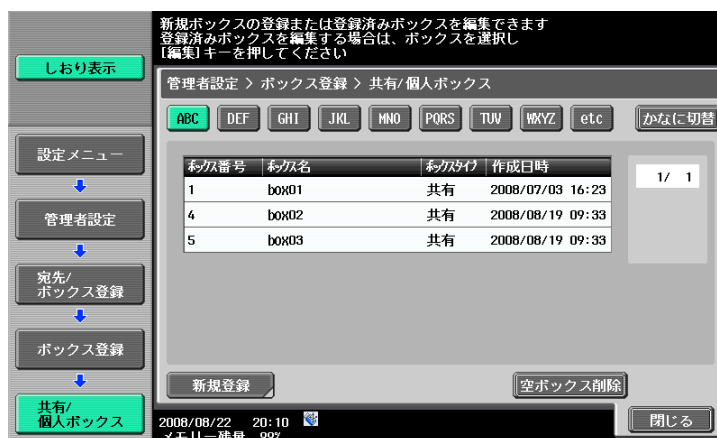 新規ボックスの登録または登録済みボックスを編集できます
登録済みボックスを編集する場合は、ボックスを選択し
[編集]キーを押してください
しおり表示
管理者設定 > ボックス登録 > 共有/個人ボックス
ABC DEF GHI JKL MNO PQRS TUV WXYZ etc かなに切替
設定メニュー
管理者設定
宛先/
ボックス登録
ボックス登録
共有/
個人ボックス
ボックス番号 ボックス名 ボックスタイプ 作成日時
1 box01 共有 2008/07/03 16:23
4 box02 共有 2008/08/19 09:33
5 box03 共有 2008/08/19 09:33
1/ 1
新規登録 空ボックス削除
2008/08/22 20:10
メモリー残量 99%
閉じる